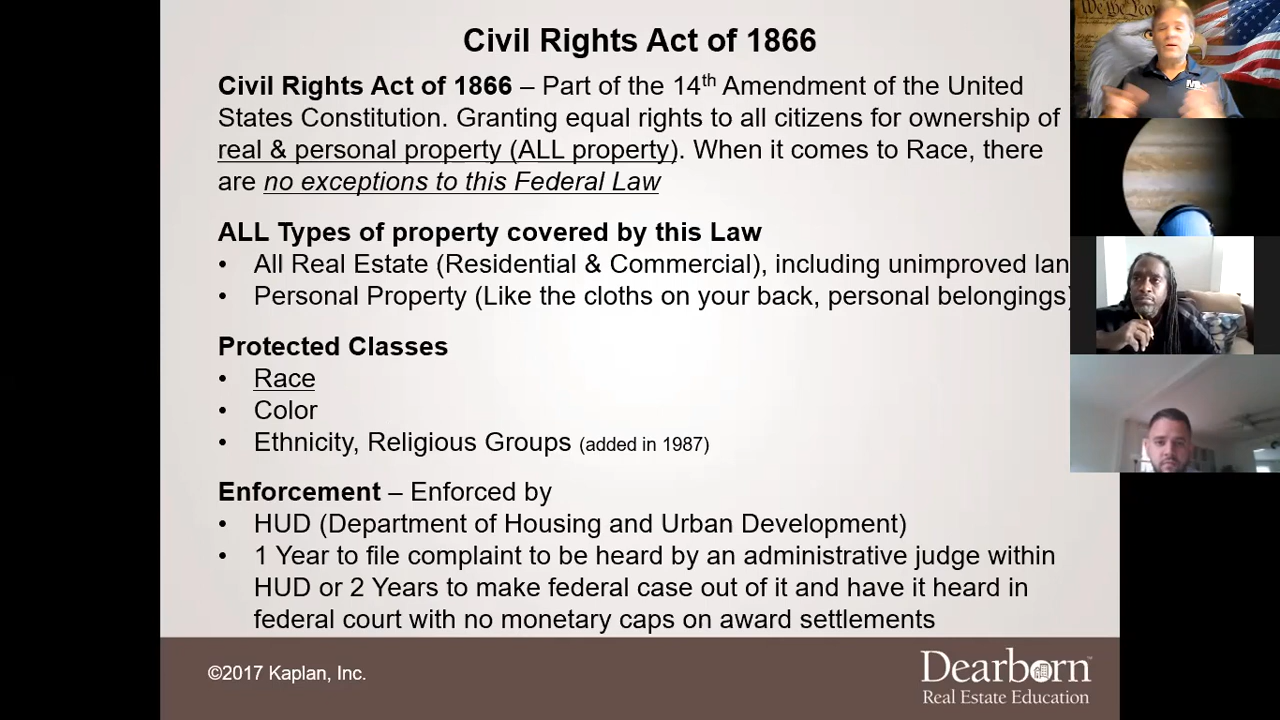 Civil Rights Act of 1866
Civil Rights Act of 1866 – Part of the 14th Amendment of the United
States Constitution. Granting equal rights to all citizens for ownership of
real & personal property (ALL property). When it comes to Race, there
are no exceptions to this Federal Law
ALL Types of property covered by this Law
• All Real Estate (Residential & Commercial), including unimproved lan
• Personal Property (Like the cloths on your back, personal belongings)
Protected Classes
• Race
• Color
• Ethnicity, Religious Groups (added in 1987)
Enforcement – Enforced by
• HUD (Department of Housing and Urban Development)
• 1 Year to file complaint to be heard by an administrative judge within
HUD or 2 Years to make federal case out of it and have it heard in
federal court with no monetary caps on award settlements
©2017 Kaplan, Inc.
Dearborn™
Real Estate Education
We the People